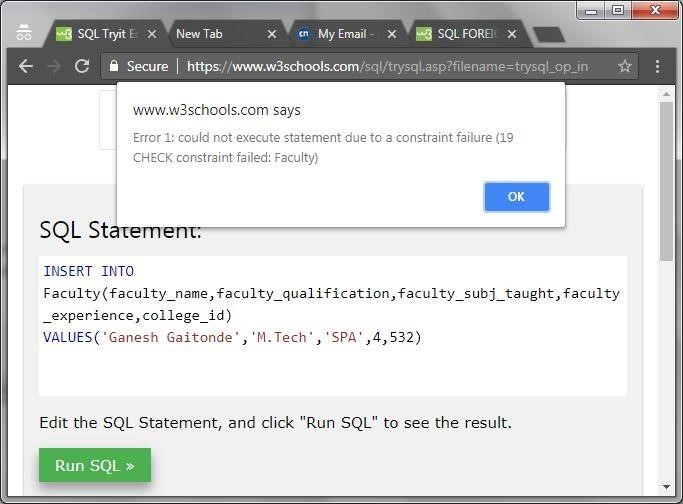 SQL Tryit Ec
New Tab
My Email -
SQL FOREIC
Secure https://www.w3schools.com/sql/trysql.asp?filename=trysql_op_in
www.w3schools.com says
Error 1: could not execute statement due to a constraint failure (19
CHECK constraint failed: Faculty)
OK
SQL Statement:
INSERT INTO
Faculty(faculty_name,faculty_qualification,faculty_subj_taught,faculty
_experience,college_id)
VALUES('Ganesh Gaitonde','M.Tech','SPA',4,532)
Edit the SQL Statement, and click "Run SQL" to see the result.
Run SQL »